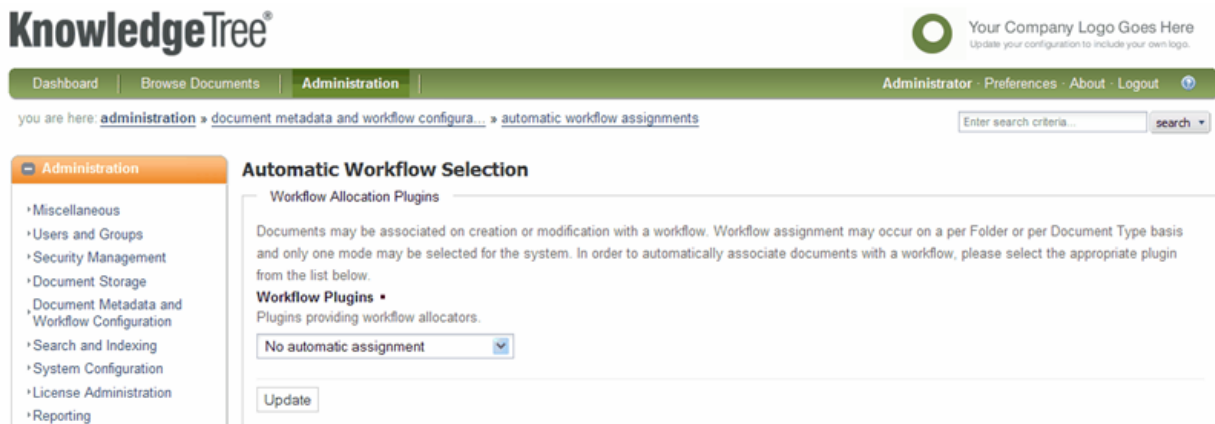 KnowledgeTree®
Your Company Logo Goes Here
Update your configuration to include your own logo.
Dashboard Browse Documents Administration Administrator · Preferences · About · Logout ?
you are here: administration » document metadata and workflow configura... » automatic workflow assignments
Enter search criteria... search
Administration
Miscellaneous
Users and Groups
Security Management
Document Storage
Document Metadata and
Workflow Configuration
Search and Indexing
System Configuration
License Administration
Reporting
Automatic Workflow Selection
Workflow Allocation Plugins
Documents may be associated on creation or modification with a workflow. Workflow assignment may occur on a per Folder or per Document Type basis
and only one mode may be selected for the system. In order to automatically associate documents with a workflow, please select the appropriate plugin
from the list below.
Workflow Plugins
Plugins providing workflow allocators.
No automatic assignment
Update